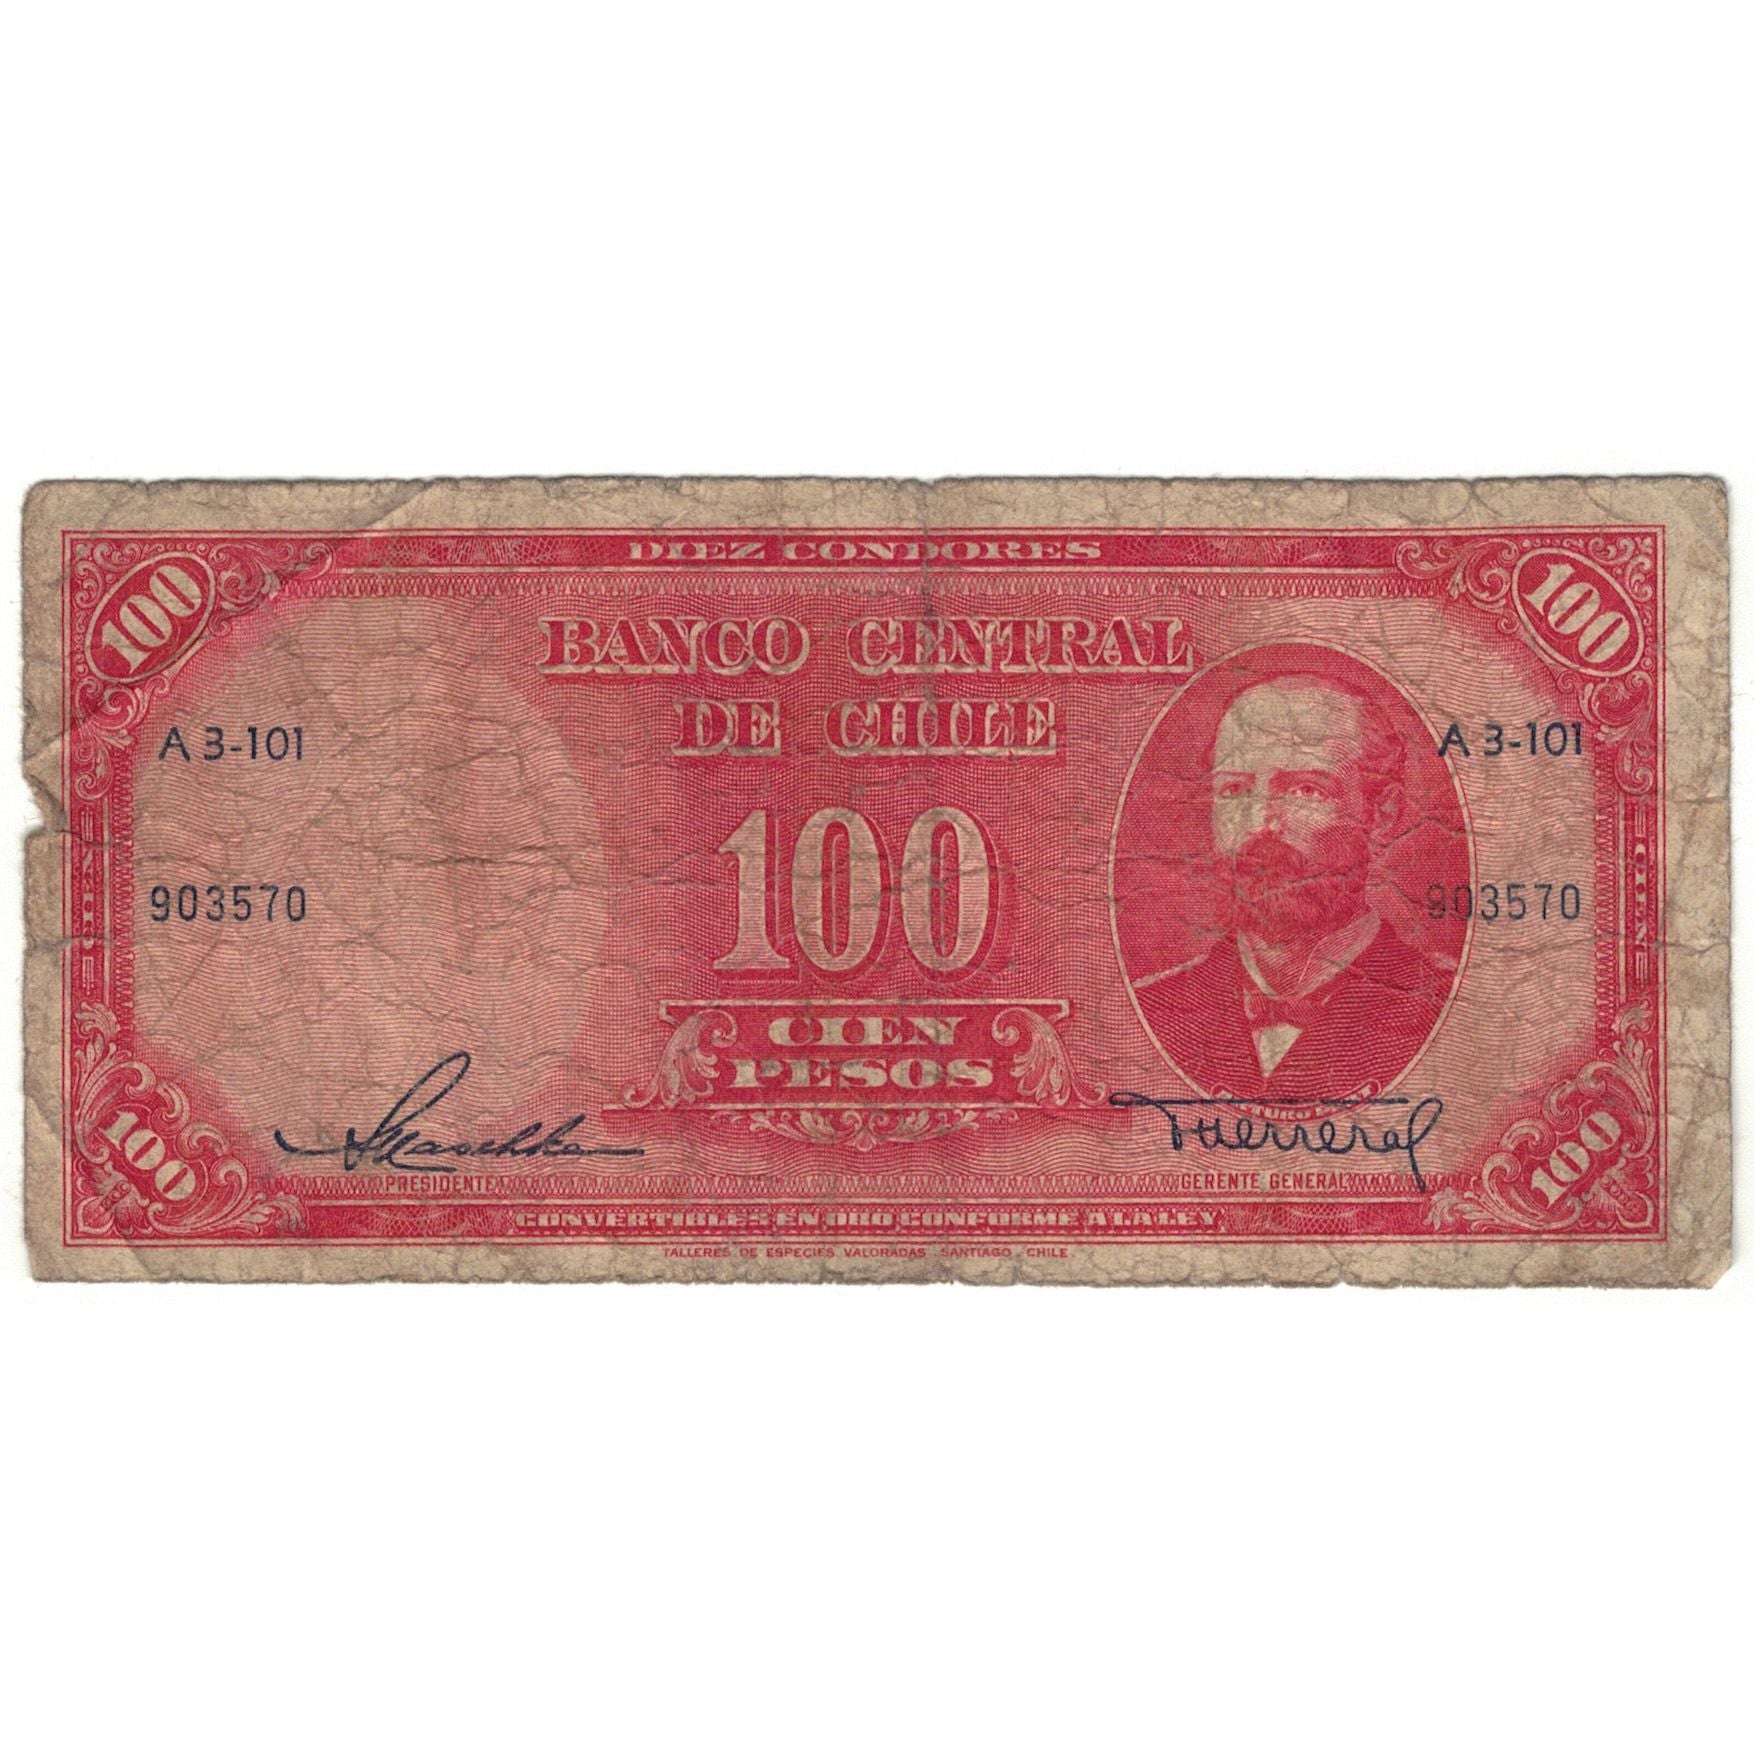 DIEZ CONDORES
100
100
BANCO CENTRAL
DE CHILE
A 3-101
A 3-101
100
903570
903570
CIEN
PESOS
100
100
PRESIDENTE
GERENTE GENERAL
CONVERTIBLES EN ORO CONFORME A LA LEY
TALLERES DE ESPECIES VALORADAS . SANTIAGO . CHILE .